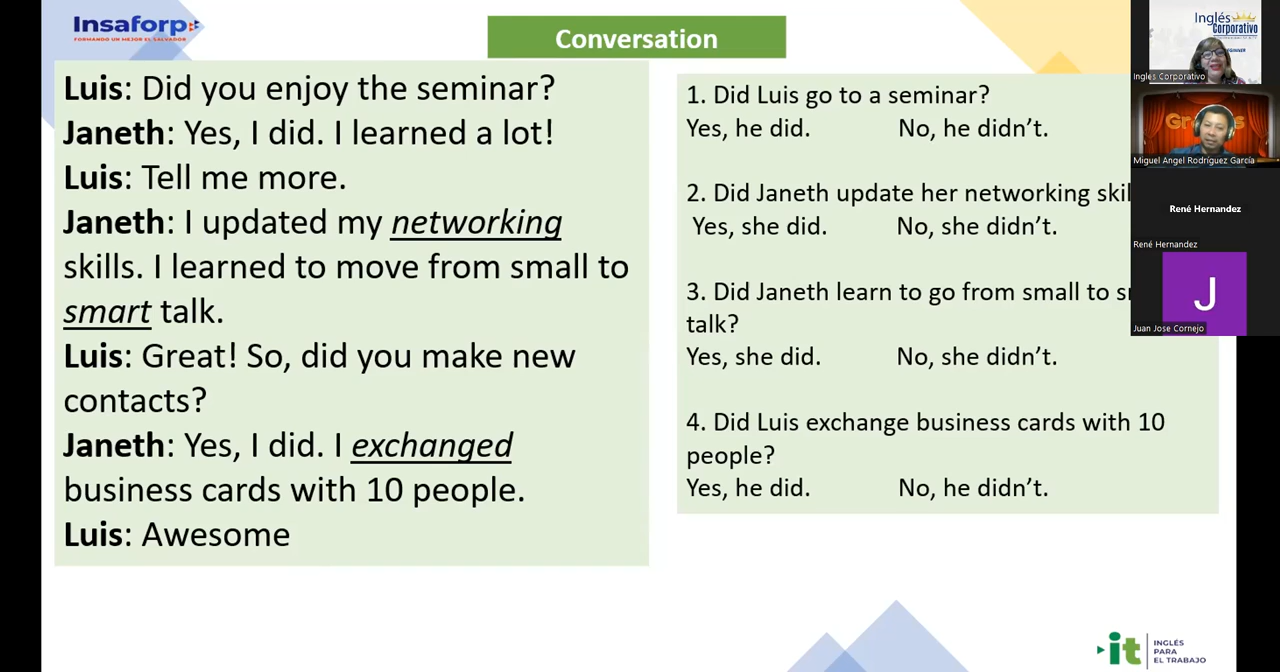 Insaforp
FORMANDO UN MEJOR EL SALVADOR
Conversation
Luis: Did you enjoy the seminar?
Janeth: Yes, I did. I learned a lot!
Luis: Tell me more.
Janeth: I updated my networking
skills. I learned to move from small to
smart talk.
Luis: Great! So, did you make new
contacts?
Janeth: Yes, I did. I exchanged
business cards with 10 people.
Luis: Awesome
1. Did Luis go to a seminar?
Yes, he did. No, he didn’t.
2. Did Janeth update her networking skil
Yes, she did. No, she didn’t.
3. Did Janeth learn to go from small to s
talk?
Yes, she did. No, she didn’t.
4. Did Luis exchange business cards with 10
people?
Yes, he did. No, he didn’t.
Inglés
Corporativo
Ingles Corporativo
Miguel Angel Rodríguez García
René Hernandez
René Hernandez
J
Juan Jose Cornejo
it
INGLÉS
PARA
EL TRABAJO